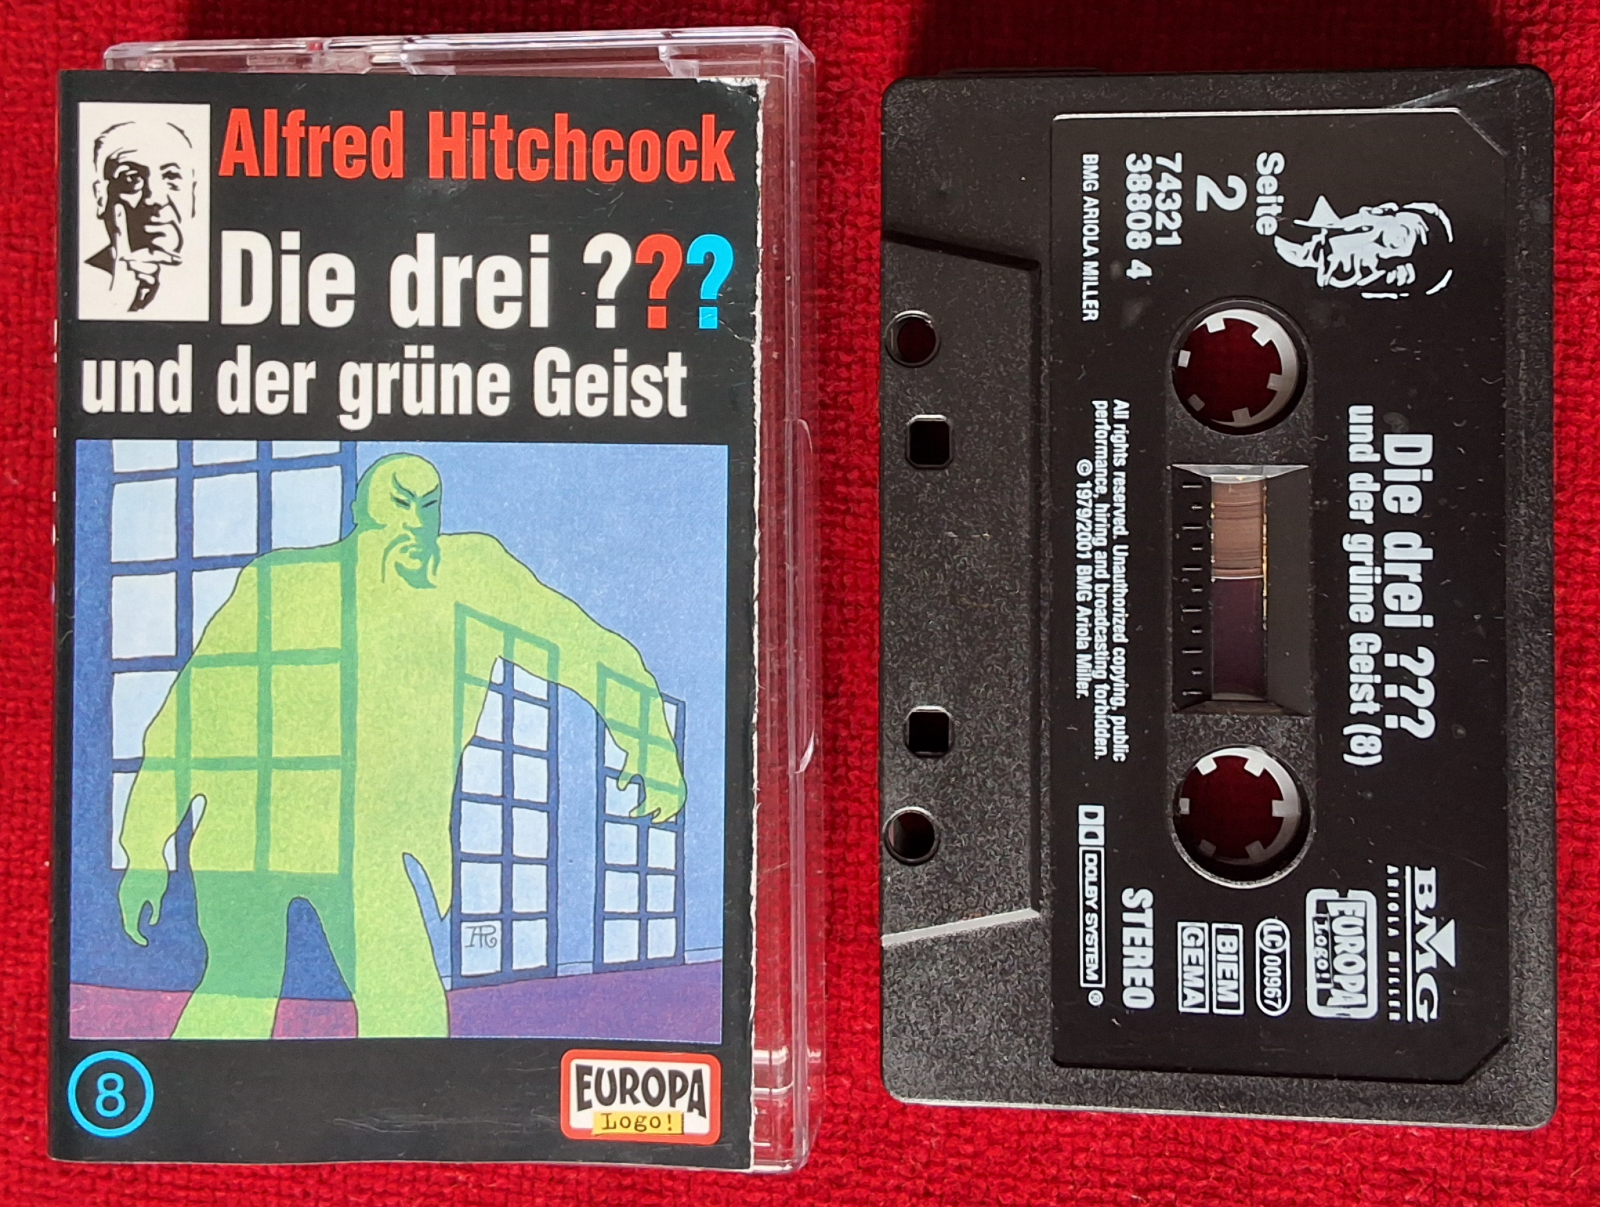 Alfred Hitchcock
Die drei ???
und der grüne Geist
AR
8
EUROPA
Logo!
Seite
2
74321
38808 4
BMG ARIOLA MILLER
Die drei ???
und der grüne Geist (8)
All rights reserved. Unauthorized copying, public
performance, hiring and broadcasting forbidden.
© 1979/2001 BMG Ariola Miller.
BMG
ARIOLA MILLER
EUROPA
Logo!
LC 00967
BIEM
GEMA
STEREO
DOLBY SYSTEM ®